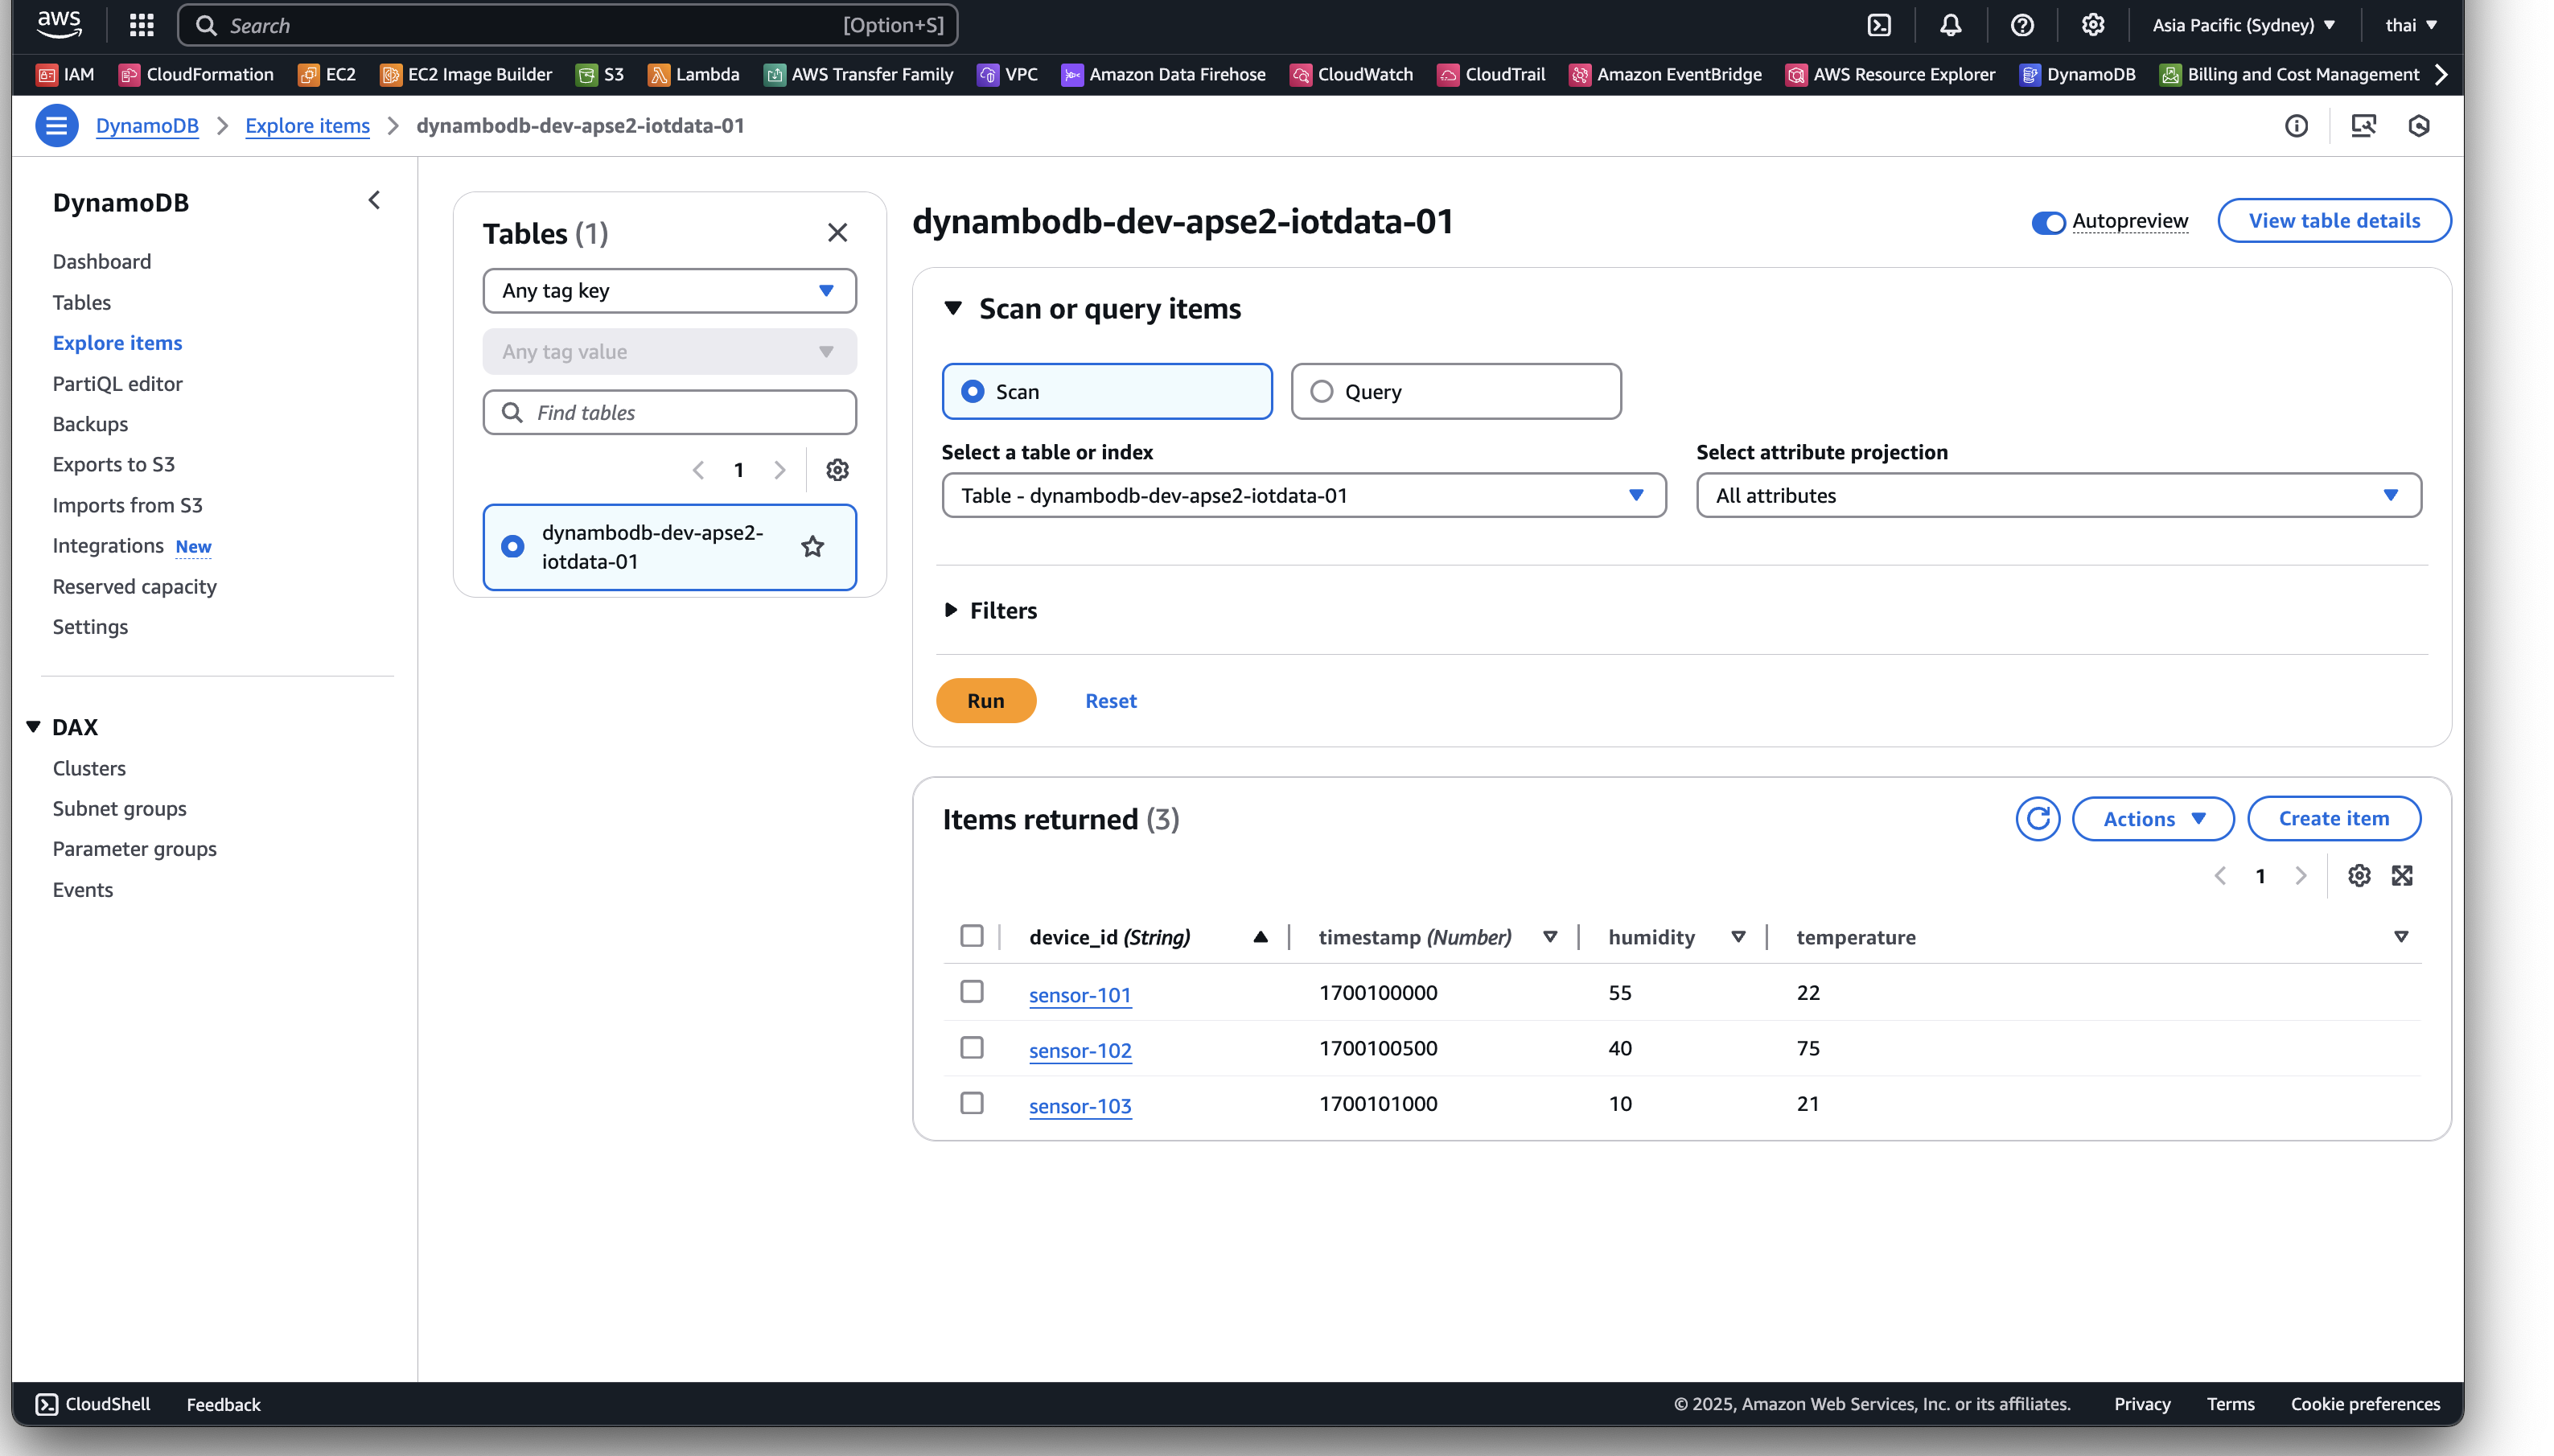 aws
Search [Option+S]
Asia Pacific (Sydney) thai
IAM CloudFormation EC2 EC2 Image Builder S3 Lambda AWS Transfer Family VPC Amazon Data Firehose CloudWatch CloudTrail Amazon EventBridge AWS Resource Explorer DynamoDB Billing and Cost Management
DynamoDB Explore items dynambodb-dev-apse2-iotdata-01
DynamoDB
Dashboard
Tables
Explore items
PartiQL editor
Backups
Exports to S3
Imports from S3
Integrations New
Reserved capacity
Settings
DAX
Clusters
Subnet groups
Parameter groups
Events
Tables (1)
Any tag key
Any tag value
Find tables
1
dynambodb-dev-apse2-
iotdata-01
dynambodb-dev-apse2-iotdata-01
Autopreview View table details
Scan or query items
Scan Query
Select a table or index Select attribute projection
Table - dynambodb-dev-apse2-iotdata-01 All attributes
Filters
Run Reset
Items returned (3)
Actions Create item
1
device_id (String) timestamp (Number) humidity temperature
sensor-101 1700100000 55 22
sensor-102 1700100500 40 75
sensor-103 1700101000 10 21
CloudShell Feedback © 2025, Amazon Web Services, Inc. or its affiliates. Privacy Terms Cookie preferences